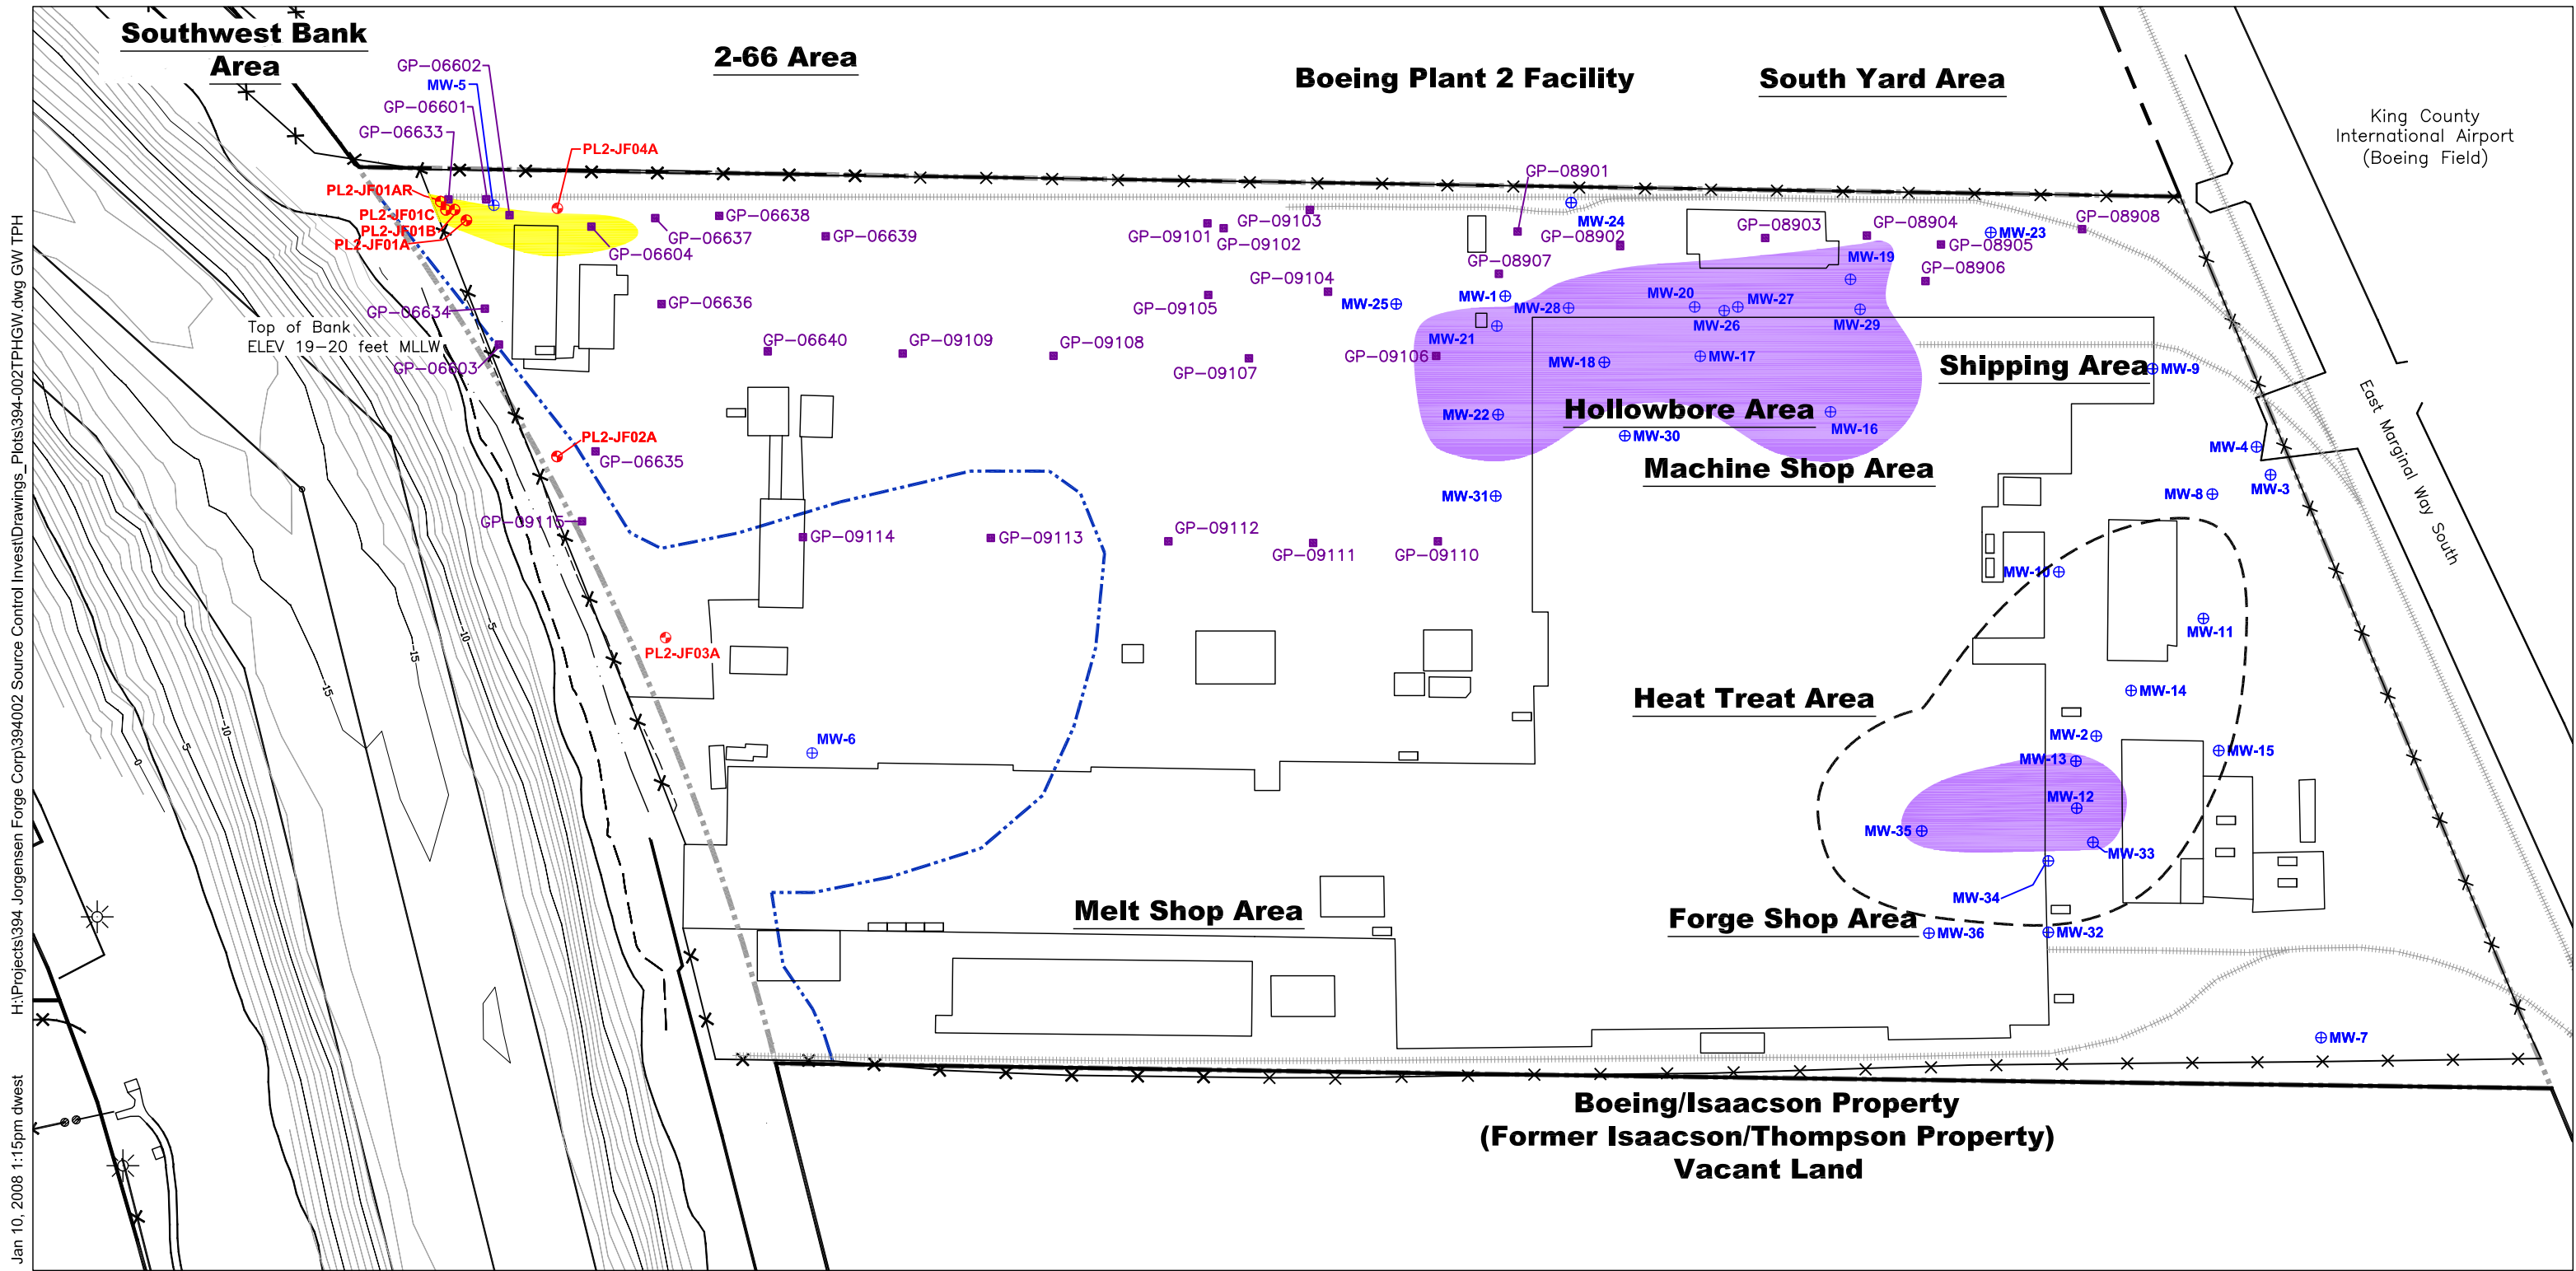 Southwest Bank
Area
2-66 Area
Boeing Plant 2 Facility
South Yard Area
King County
International Airport
(Boeing Field)
GP-06602
MW-5
GP-06601
GP-06633
PL2-JF04A
PL2-JF01AR
PL2-JF01C
PL2-JF01B
PL2-JF01A
GP-06604
GP-06637
GP-06638
GP-06639
GP-06636
GP-06634
GP-06603
Top of Bank
ELEV 19-20 feet MLLW
GP-06640
GP-09109
GP-09108
GP-09107
GP-09106
GP-09101
GP-09102
GP-09103
GP-09104
GP-09105
GP-08901
MW-24
GP-08902
GP-08907
GP-08903
GP-08904
GP-08905
MW-23
GP-08908
GP-08906
MW-19
MW-25
MW-1
MW-28
MW-20
MW-27
MW-26
MW-29
MW-21
MW-18
MW-17
Shipping Area
MW-9
MW-22
Hollowbore Area
MW-16
MW-30
Machine Shop Area
MW-31
MW-4
MW-3
MW-8
East Marginal Way South
PL2-JF02A
GP-06635
GP-09115
GP-09114
GP-09113
GP-09112
GP-09111
GP-09110
MW-10
MW-11
PL2-JF03A
MW-14
Heat Treat Area
MW-2
MW-6
MW-13
MW-15
MW-12
MW-35
MW-33
MW-34
Melt Shop Area
Forge Shop Area
MW-36
MW-32
MW-7
Boeing/Isaacson Property
(Former Isaacson/Thompson Property)
Vacant Land
-5
-10
-15
-15
-10
-5
0
Jan 10, 2008 1:15pm dwest H:\Projects\394 Jorgensen Forge Corp\394002 Source Control Invest\Drawings_Plots\394-002TPHGW.dwg GW TPH